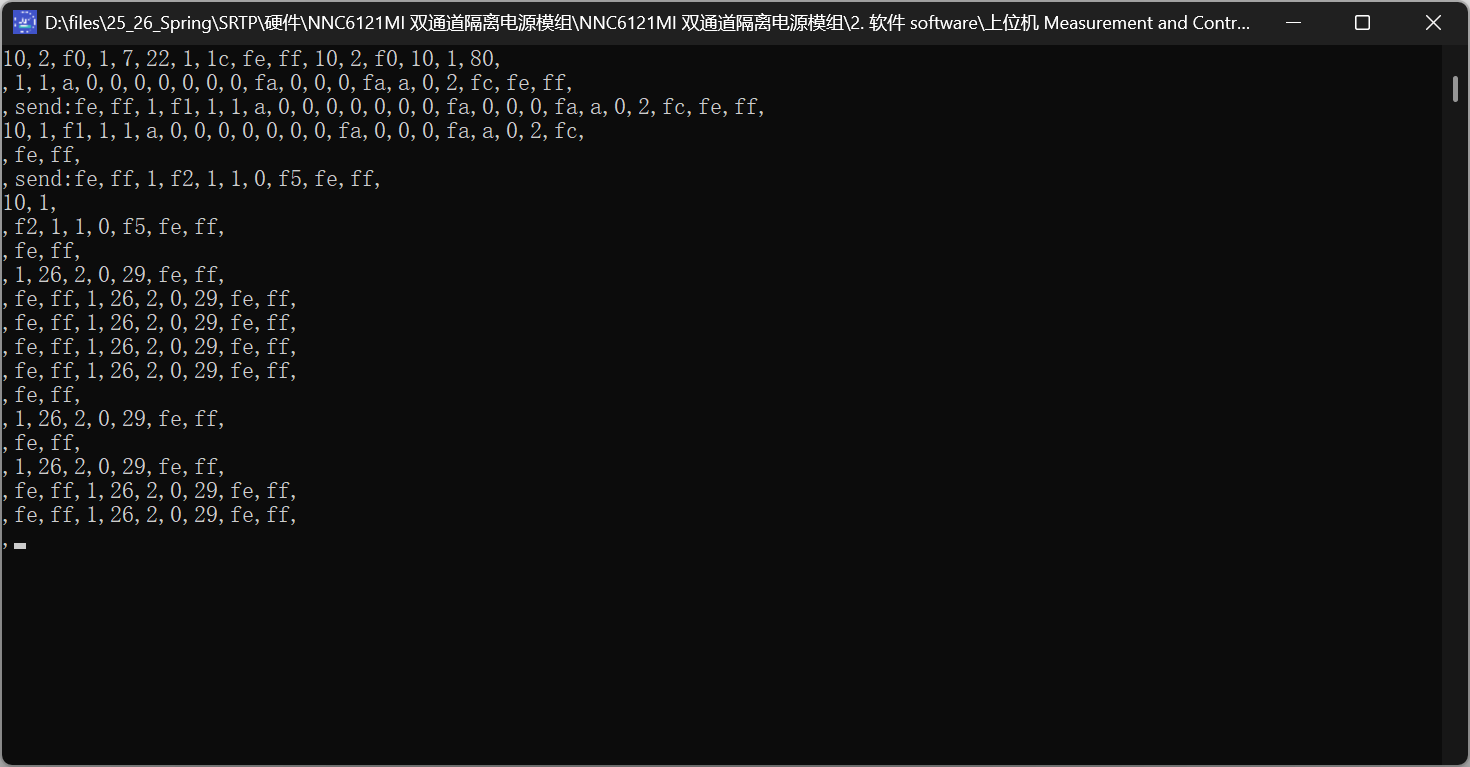 D:\files\25_26_Spring\SRTP\硬件\NNC6121MI 双通道隔离电源模组\NNC6121MI 双通道隔离电源模组\2. 软件 software\上位机 Measurement and Contr...
10,2,f0,1,7,22,1,1c,fe,ff,10,2,f0,10,1,80,
,1,1,a,0,0,0,0,0,0,0,fa,0,0,0,fa,a,0,2,fc,fe,ff,
,send:fe,ff,1,f1,1,1,a,0,0,0,0,0,0,0,fa,0,0,0,fa,a,0,2,fc,fe,ff,
10,1,f1,1,1,a,0,0,0,0,0,0,0,fa,0,0,0,fa,a,0,2,fc,
,fe,ff,
,send:fe,ff,1,f2,1,1,0,f5,fe,ff,
10,1,
,f2,1,1,0,f5,fe,ff,
,fe,ff,
,1,26,2,0,29,fe,ff,
,fe,ff,1,26,2,0,29,fe,ff,
,fe,ff,1,26,2,0,29,fe,ff,
,fe,ff,1,26,2,0,29,fe,ff,
,fe,ff,1,26,2,0,29,fe,ff,
,fe,ff,
,1,26,2,0,29,fe,ff,
,fe,ff,
,1,26,2,0,29,fe,ff,
,fe,ff,1,26,2,0,29,fe,ff,
,fe,ff,1,26,2,0,29,fe,ff,
,